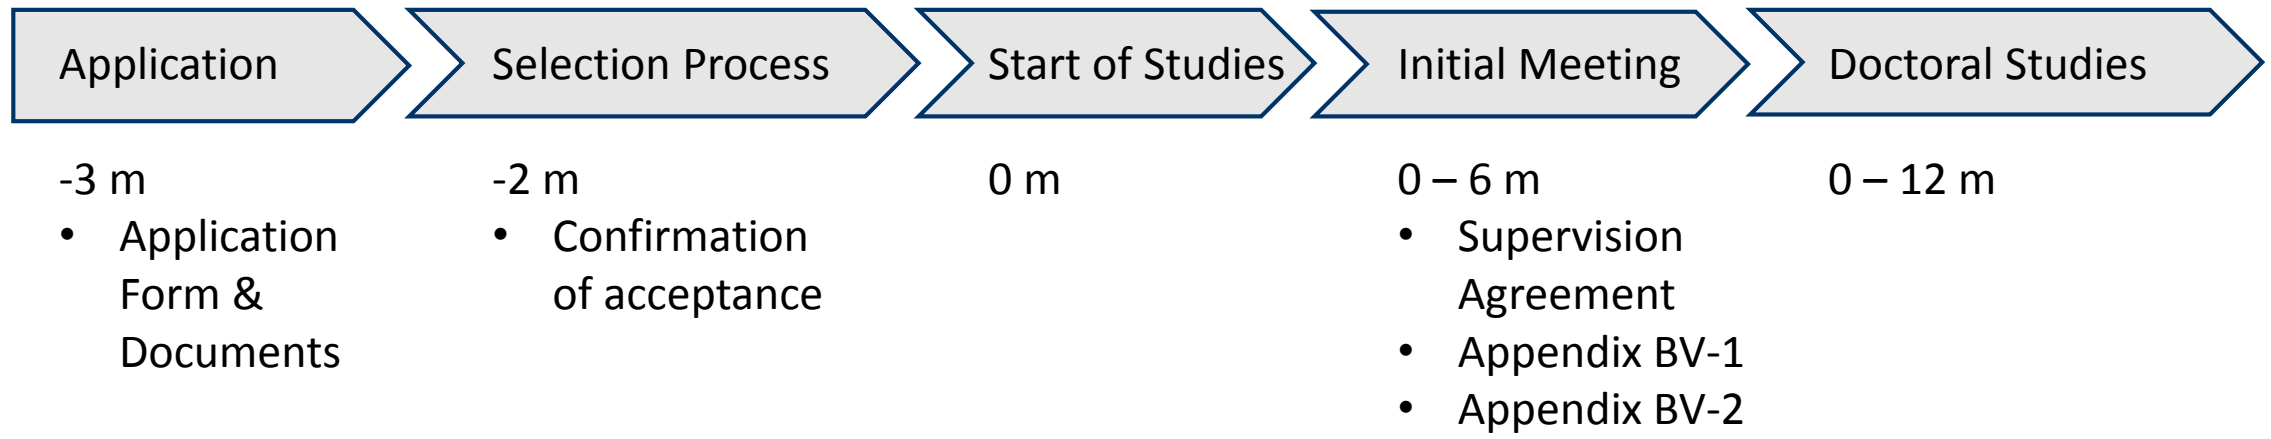 Application
Selection Process
Start of Studies
Initial Meeting
Doctoral Studies
-3 m
• Application
Form &
Documents
-2 m
• Confirmation
of acceptance
0 m
0 – 6 m
• Supervision
Agreement
• Appendix BV-1
• Appendix BV-2
0 – 12 m